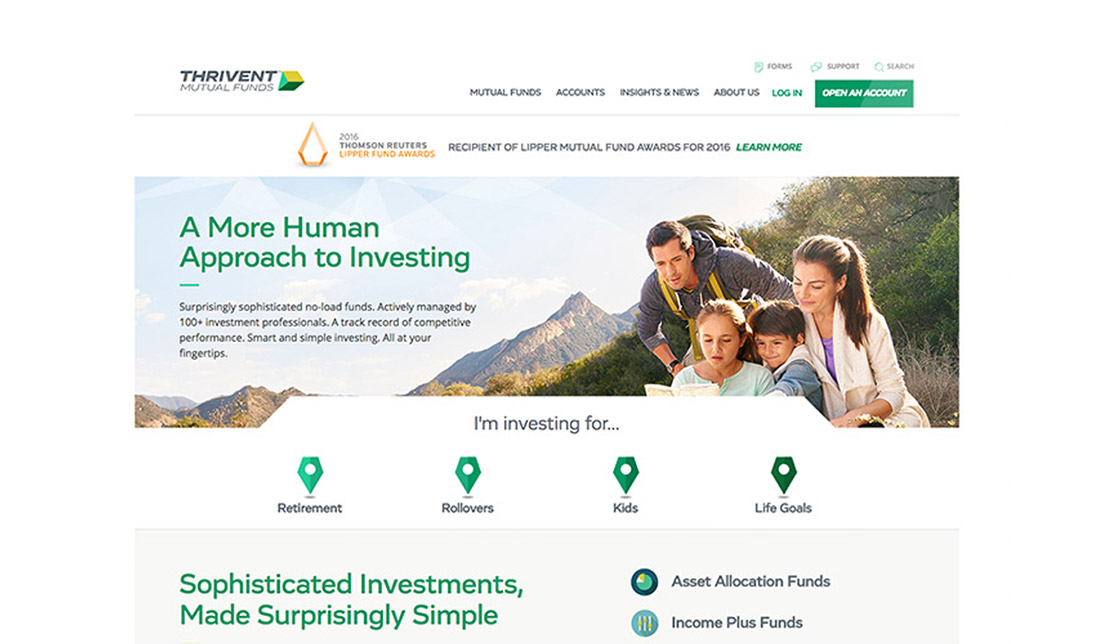 THRIVENT
MUTUAL FUNDS
FORMS
SUPPORT
SEARCH
MUTUAL FUNDS
ACCOUNTS
INSIGHTS & NEWS
ABOUT US
LOG IN
OPEN AN ACCOUNT
2016
THOMSON REUTERS
LIPPER FUND AWARDS
RECIPIENT OF LIPPER MUTUAL FUND AWARDS FOR 2016 LEARN MORE
A More Human
Approach to Investing
Surprisingly sophisticated no-load funds. Actively managed by
100+ investment professionals. A track record of competitive
performance. Smart and simple investing. All at your
fingertips.
I'm investing for...
Retirement
Rollovers
Kids
Life Goals
Sophisticated Investments,
Made Surprisingly Simple
Asset Allocation Funds
Income Plus Funds